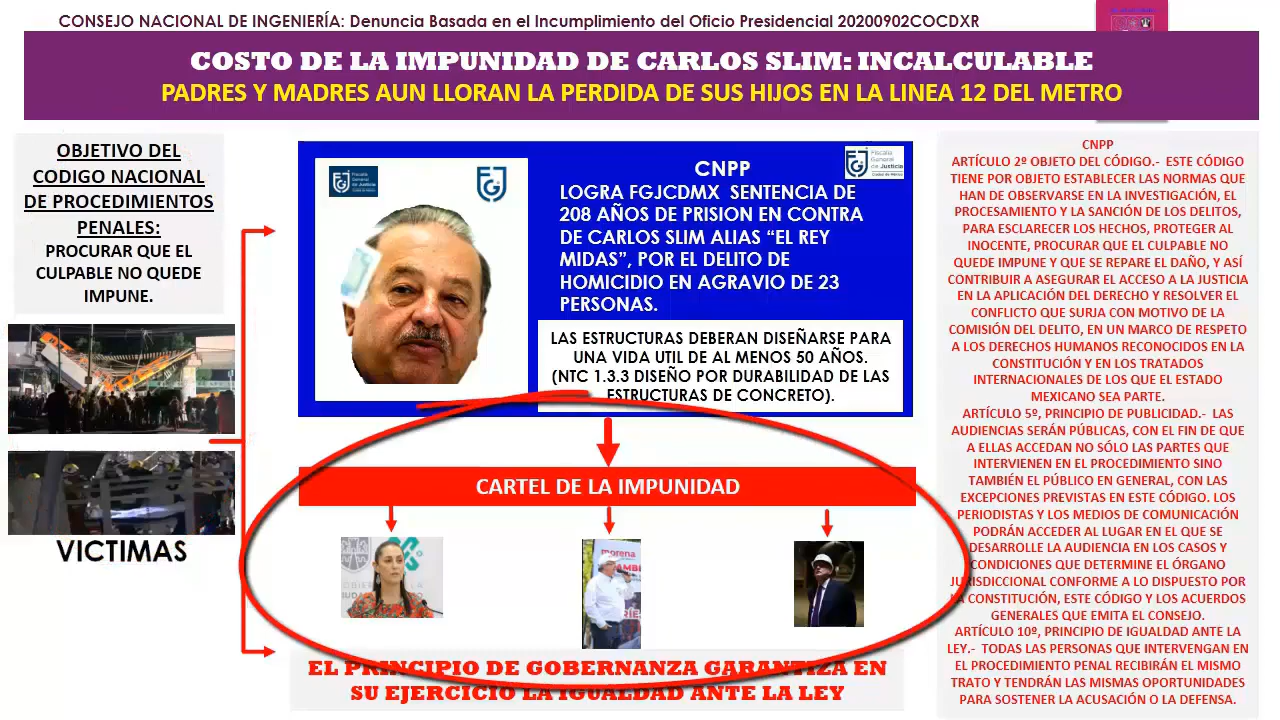 CONSEJO NACIONAL DE INGENIERÍA: Denuncia Basada en el Incumplimiento del Oficio Presidencial 20200902COCDXR
COSTO DE LA IMPUNIDAD DE CARLOS SLIM: INCALCULABLE
PADRES Y MADRES AUN LLORAN LA PERDIDA DE SUS HIJOS EN LA LINEA 12 DEL METRO
OBJETIVO DEL
CODIGO NACIONAL
DE PROCEDIMIENTOS
PENALES:
PROCURAR QUE EL
CULPABLE NO QUEDE
IMPUNE.
VICTIMAS
Fiscalía
General
de Justicia
CNPP
LOGRA FGJCDMX SENTENCIA DE
208 AÑOS DE PRISION EN CONTRA
DE CARLOS SLIM ALIAS “EL REY
MIDAS”, POR EL DELITO DE
HOMICIDIO EN AGRAVIO DE 23
PERSONAS.
Fiscalía
General
de Justicia
LAS ESTRUCTURAS DEBERAN DISEÑARSE PARA
UNA VIDA UTIL DE AL MENOS 50 AÑOS.
(NTC 1.3.3 DISEÑO POR DURABILIDAD DE LAS
ESTRUCTURAS DE CONCRETO).
CARTEL DE LA IMPUNIDAD
morena
EL PRINCIPIO DE GOBERNANZA GARANTIZA EN
SU EJERCICIO LA IGUALDAD ANTE LA LEY
CNPP
ARTÍCULO 2º OBJETO DEL CÓDIGO.- ESTE CÓDIGO
TIENE POR OBJETO ESTABLECER LAS NORMAS QUE
HAN DE OBSERVARSE EN LA INVESTIGACIÓN, EL
PROCESAMIENTO Y LA SANCIÓN DE LOS DELITOS,
PARA ESCLARECER LOS HECHOS, PROTEGER AL
INOCENTE, PROCURAR QUE EL CULPABLE NO
QUEDE IMPUNE Y QUE SE REPARE EL DAÑO, Y ASÍ
CONTRIBUIR A ASEGURAR EL ACCESO A LA JUSTICIA
EN LA APLICACIÓN DEL DERECHO Y RESOLVER EL
CONFLICTO QUE SURJA CON MOTIVO DE LA
COMISIÓN DEL DELITO, EN UN MARCO DE RESPETO
A LOS DERECHOS HUMANOS RECONOCIDOS EN LA
CONSTITUCIÓN Y EN LOS TRATADOS
INTERNACIONALES DE LOS QUE EL ESTADO
MEXICANO SEA PARTE.
ARTÍCULO 5º, PRINCIPIO DE PUBLICIDAD.- LAS
AUDIENCIAS SERÁN PÚBLICAS, CON EL FIN DE QUE
A ELLAS ACCEDAN NO SÓLO LAS PARTES QUE
INTERVIENEN EN EL PROCEDIMIENTO SINO
TAMBIÉN EL PÚBLICO EN GENERAL, CON LAS
EXCEPCIONES PREVISTAS EN ESTE CÓDIGO. LOS
PERIODISTAS Y LOS MEDIOS DE COMUNICACIÓN
PODRÁN ACCEDER AL LUGAR EN EL QUE SE
DESARROLLE LA AUDIENCIA EN LOS CASOS Y
CONDICIONES QUE DETERMINE EL ÓRGANO
JURISDICCIONAL CONFORME A LO DISPUESTO POR
LA CONSTITUCIÓN, ESTE CÓDIGO Y LOS ACUERDOS
GENERALES QUE EMITA EL CONSEJO.
ARTÍCULO 10º, PRINCIPIO DE IGUALDAD ANTE LA
LEY.- TODAS LAS PERSONAS QUE INTERVENGAN EN
EL PROCEDIMIENTO PENAL RECIBIRÁN EL MISMO
TRATO Y TENDRÁN LAS MISMAS OPORTUNIDADES
PARA SOSTENER LA ACUSACIÓN O LA DEFENSA.